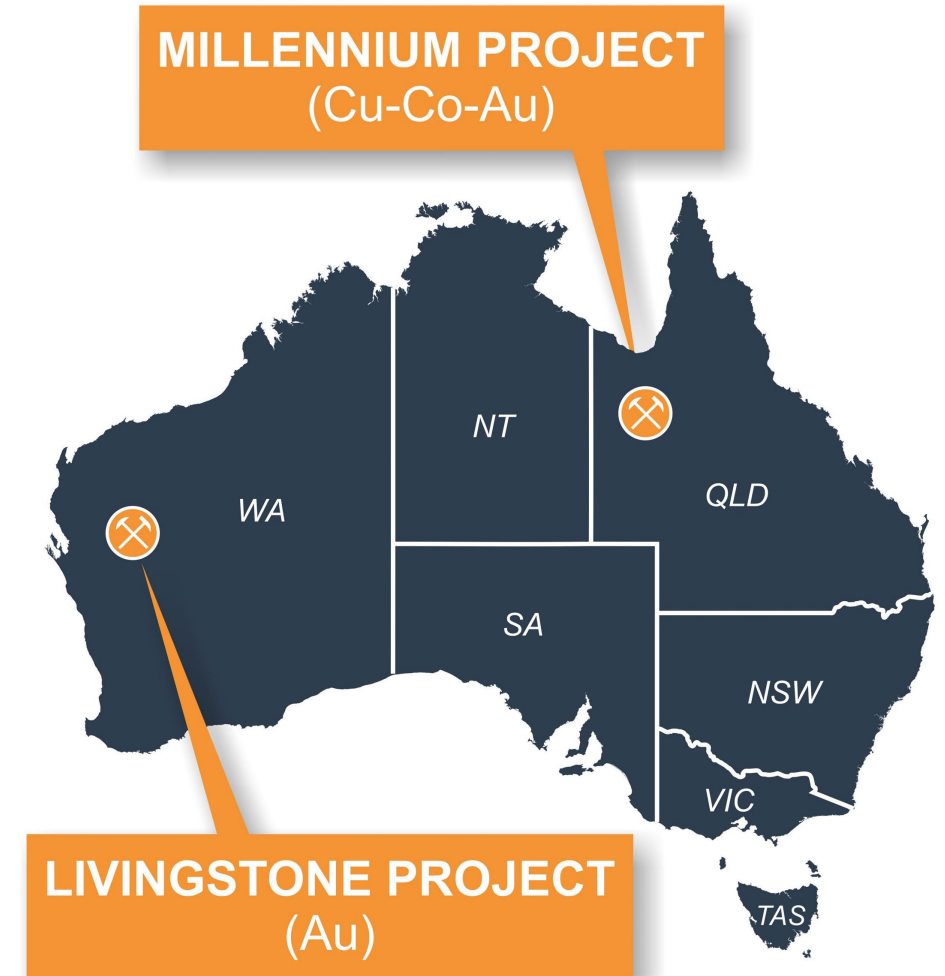 MILLENNIUM PROJECT
(Cu-Co-Au)
NT
QLD
WA
SA
NSW
VIC
LIVINGSTONE PROJECT
(Au)
TAS